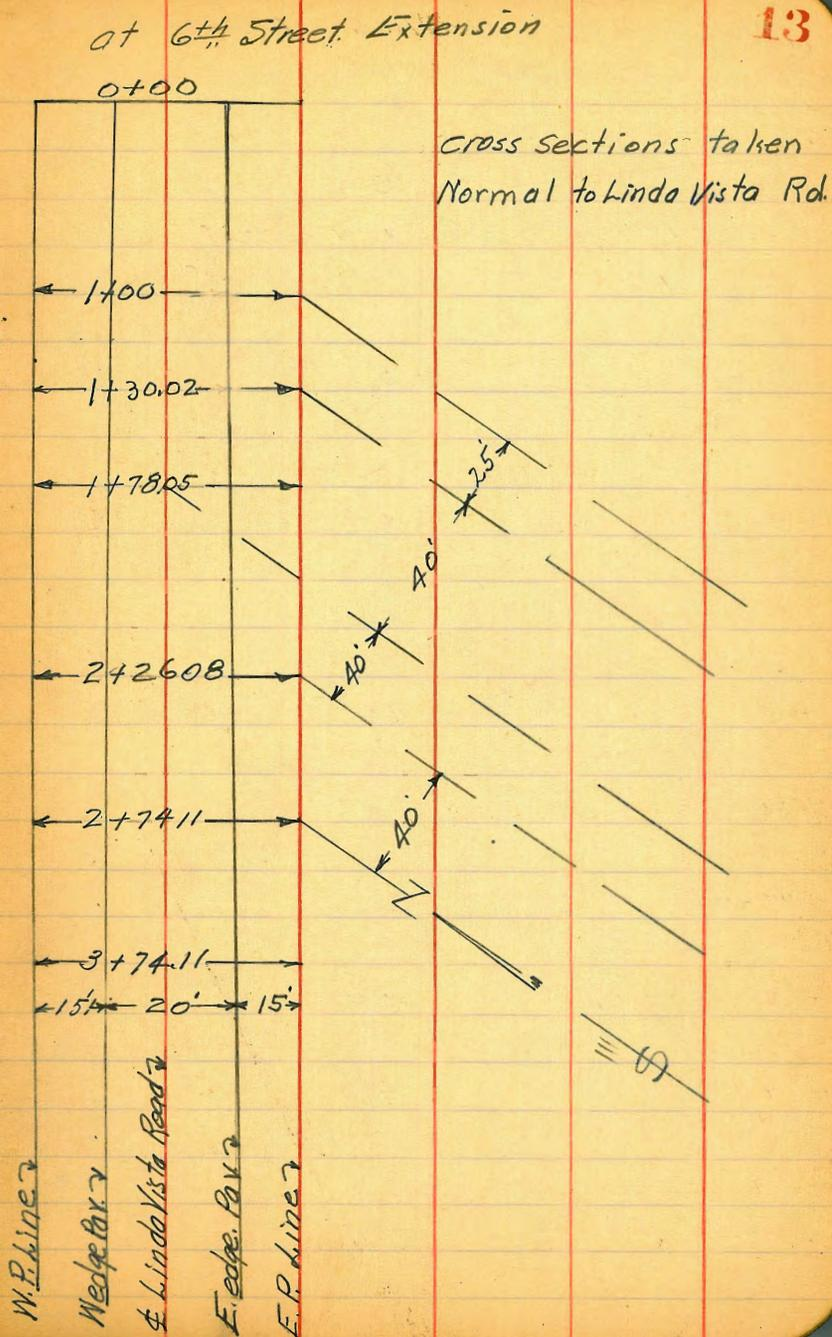 at 6th Street Extension
13
0+00
cross sections taken
Normal to Linda Vista Rd.
1+00
1+30.02
1+78.05
25'
40'
40'
2+26.08
2+74.11
40'
N
3+74.11
15' 20' 15'
S
W.P. Line
W edge Pav.
℄ Linda Vista Road
E. edge. Pav.
E.P. Line